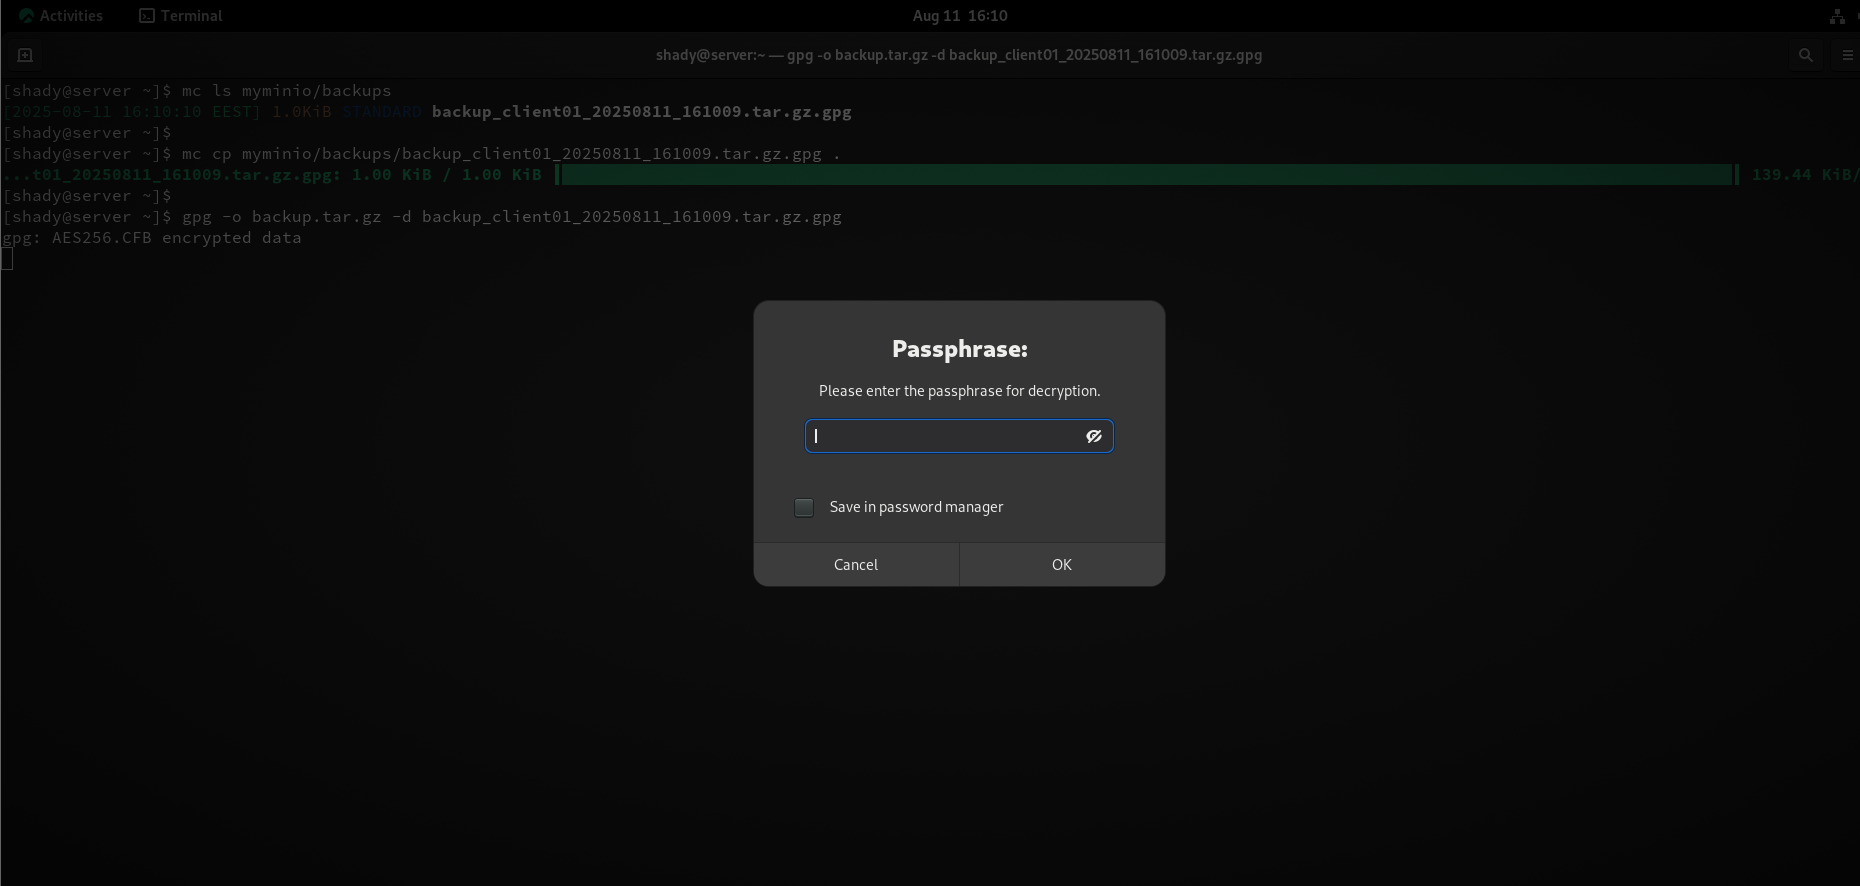 Activities Terminal Aug 11 16:10
shady@server:~ — gpg -o backup.tar.gz -d backup_client01_20250811_161009.tar.gz.gpg
[shady@server ~]$ mc ls myminio/backups
[2025-08-11 16:10:10 EEST] 1.0KiB STANDARD backup_client01_20250811_161009.tar.gz.gpg
[shady@server ~]$
[shady@server ~]$ mc cp myminio/backups/backup_client01_20250811_161009.tar.gz.gpg .
...t01_20250811_161009.tar.gz.gpg: 1.00 KiB / 1.00 KiB 139.44 KiB/
[shady@server ~]$
[shady@server ~]$ gpg -o backup.tar.gz -d backup_client01_20250811_161009.tar.gz.gpg
gpg: AES256.CFB encrypted data
Passphrase:
Please enter the passphrase for decryption.
Save in password manager
Cancel OK